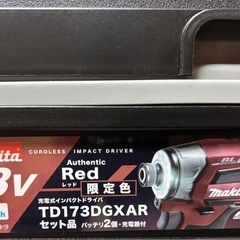 ita CORDLESS IMPACT DRIVER
Authentic
8V Red 限定色
レッド
充電式インパクトドライバ
TD173DGXAR
セット品 バッテリ2個・充電器付
Makita